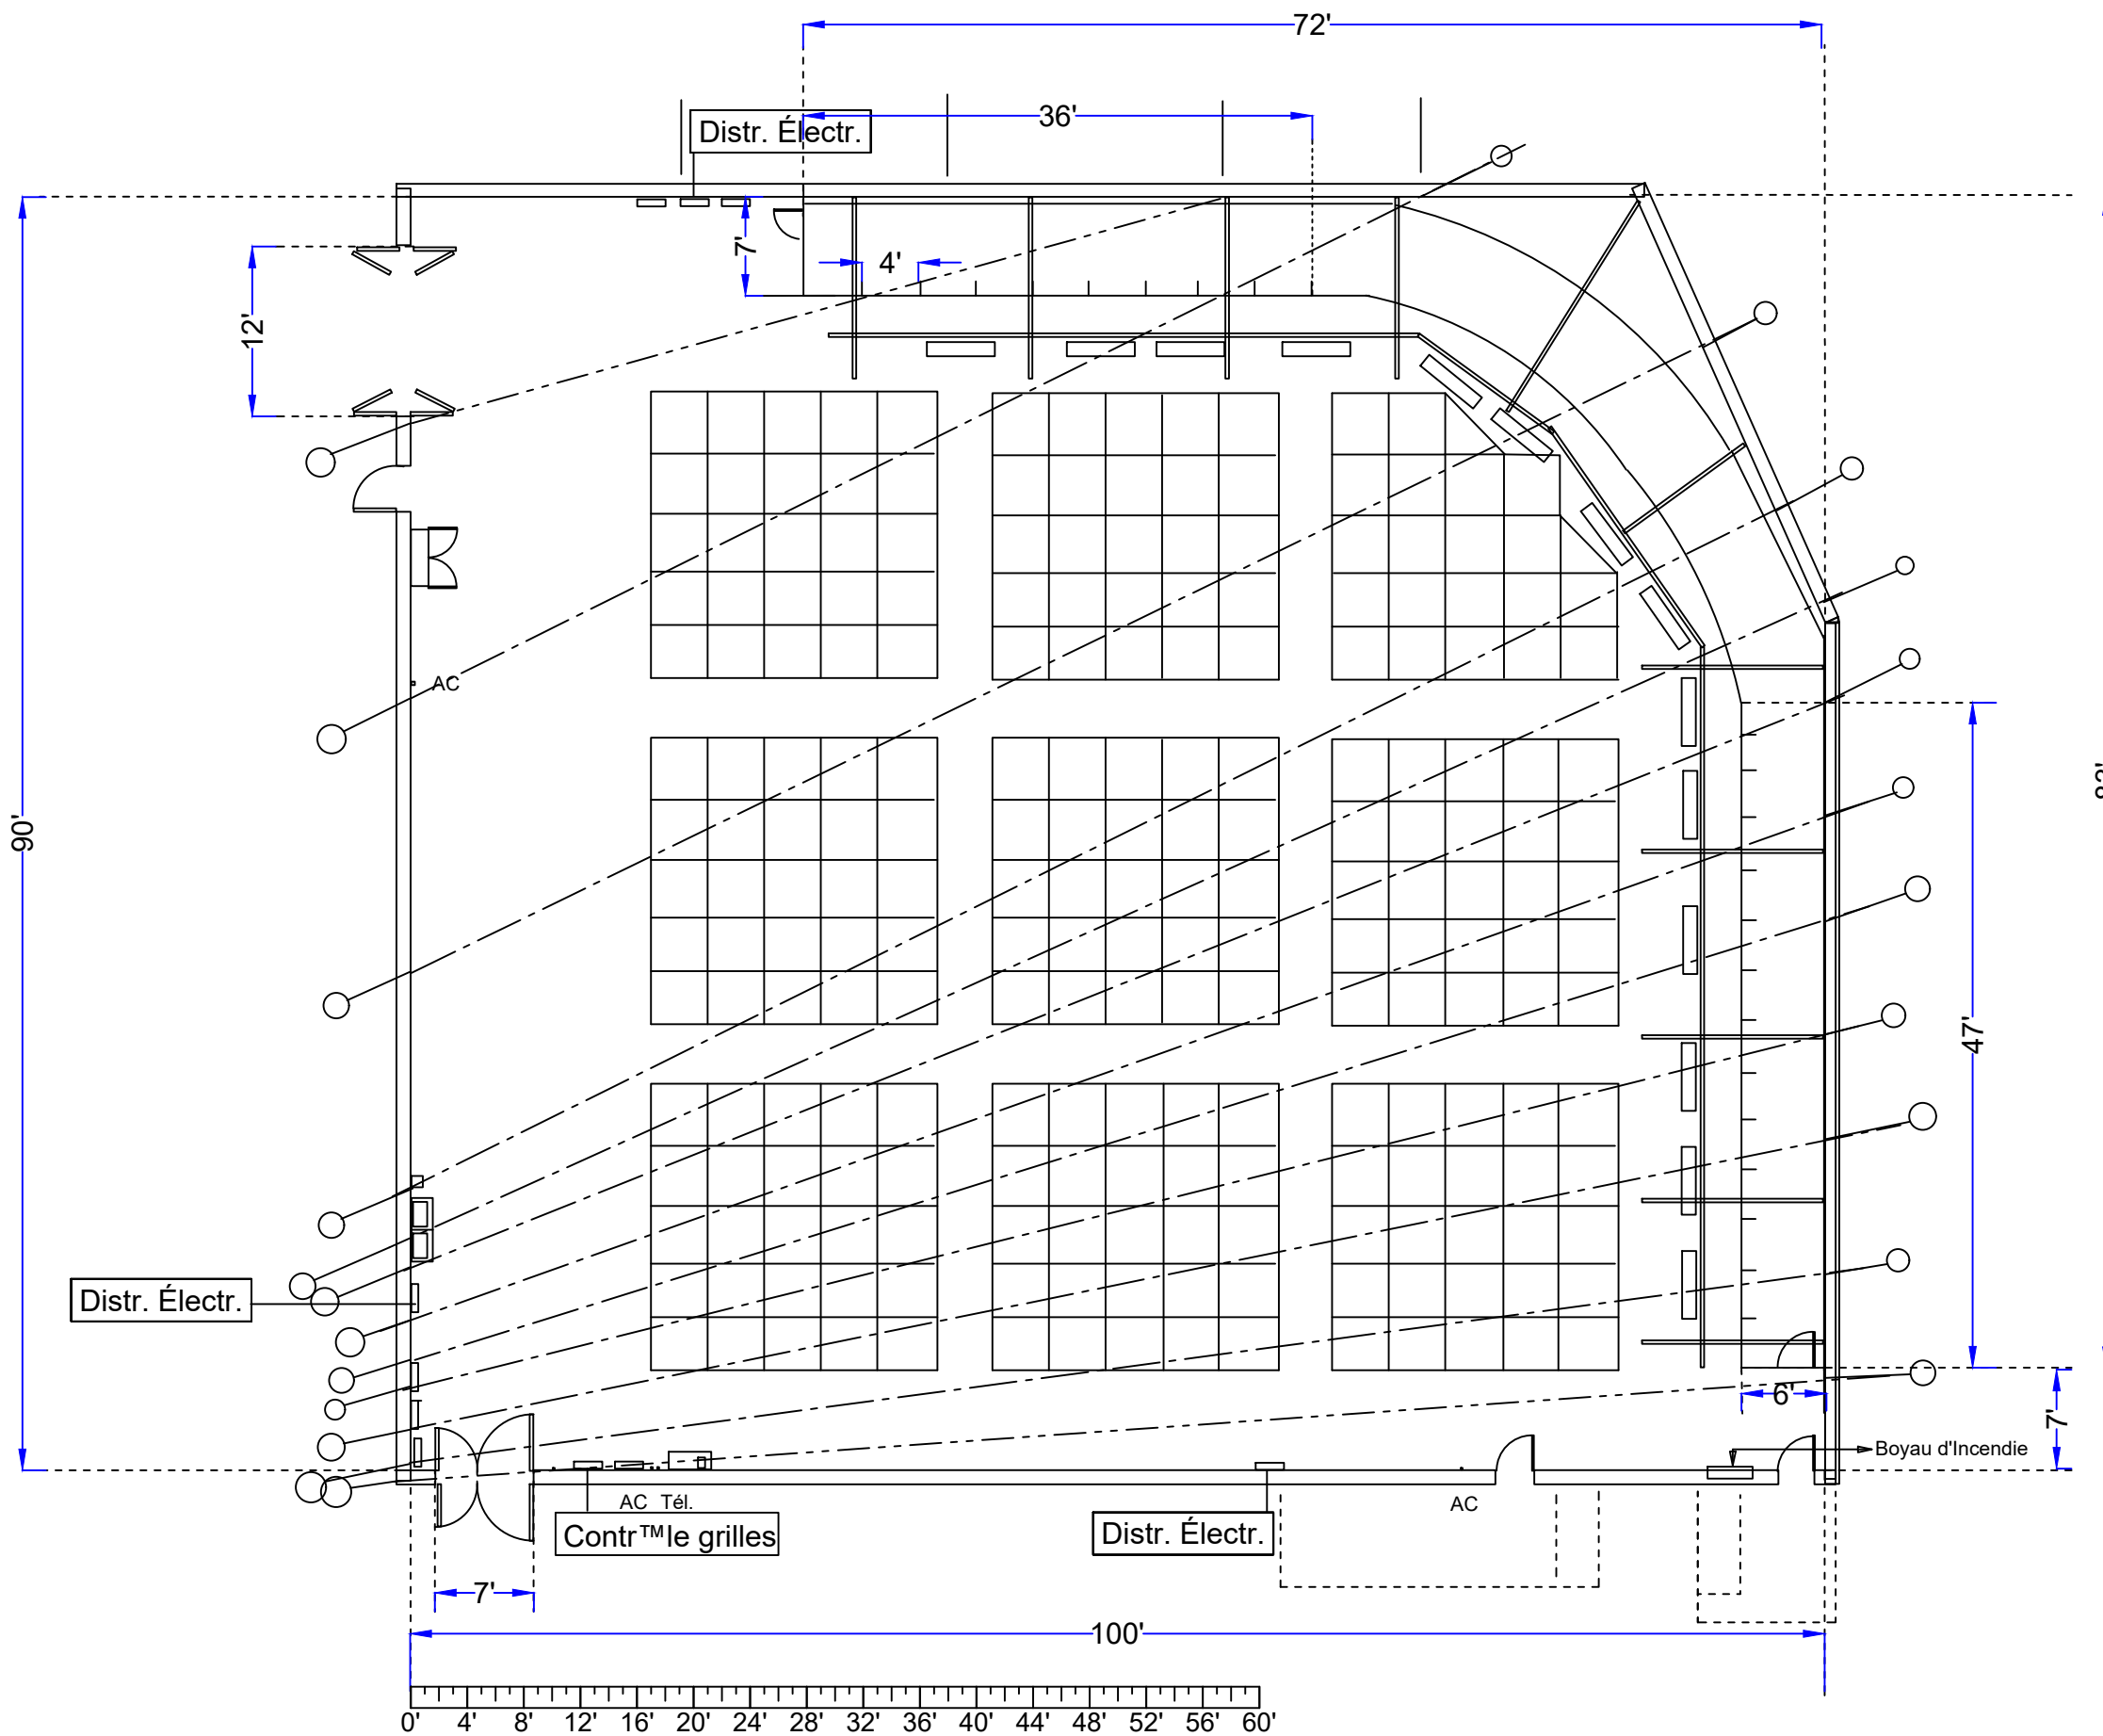 72'
36'
Distr. Électr.
7'
4'
12'
AC
90'
83'
47'
Distr. Électr.
6'
7'
Boyau d'Incendie
AC Tél.
AC
Contr™le grilles
Distr. Électr.
7'
100'
0' 4' 8' 12' 16' 20' 24' 28' 32' 36' 40' 44' 48' 52' 56' 60'